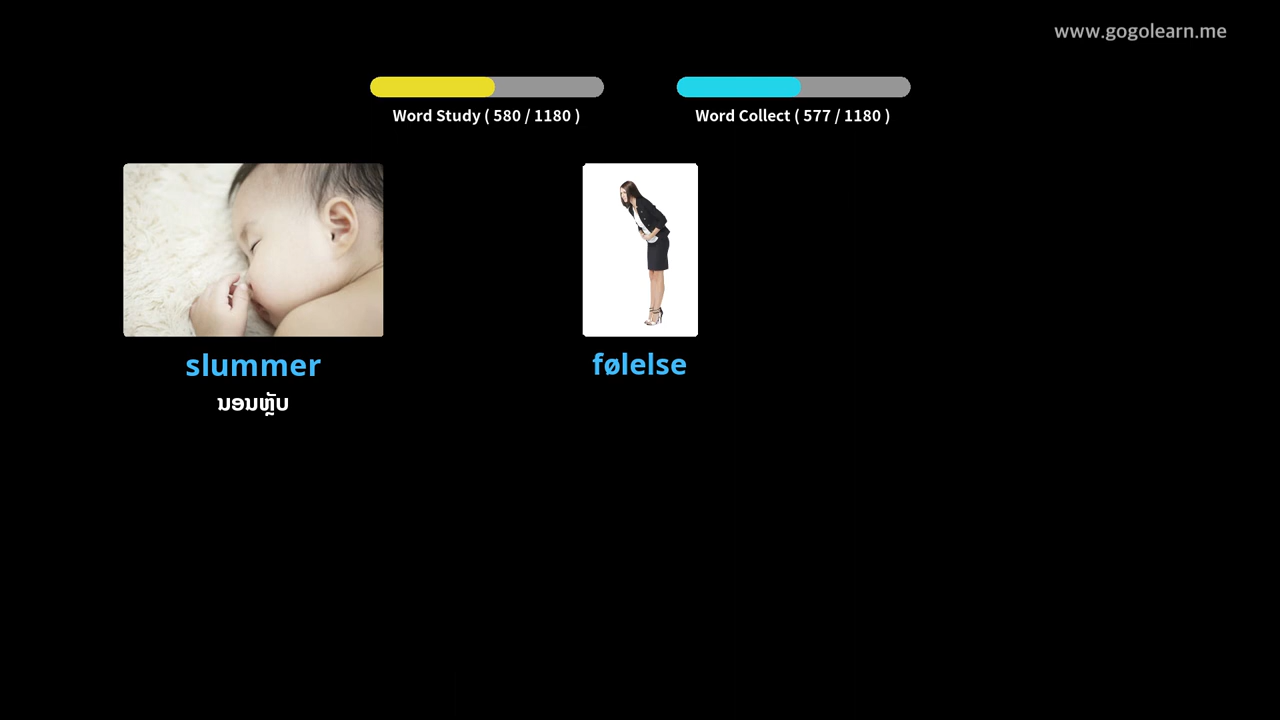 www.gogolearn.me
Word Study ( 580 / 1180 )
Word Collect ( 577 / 1180 )
slummer
ນອນຫຼັບ
følelse